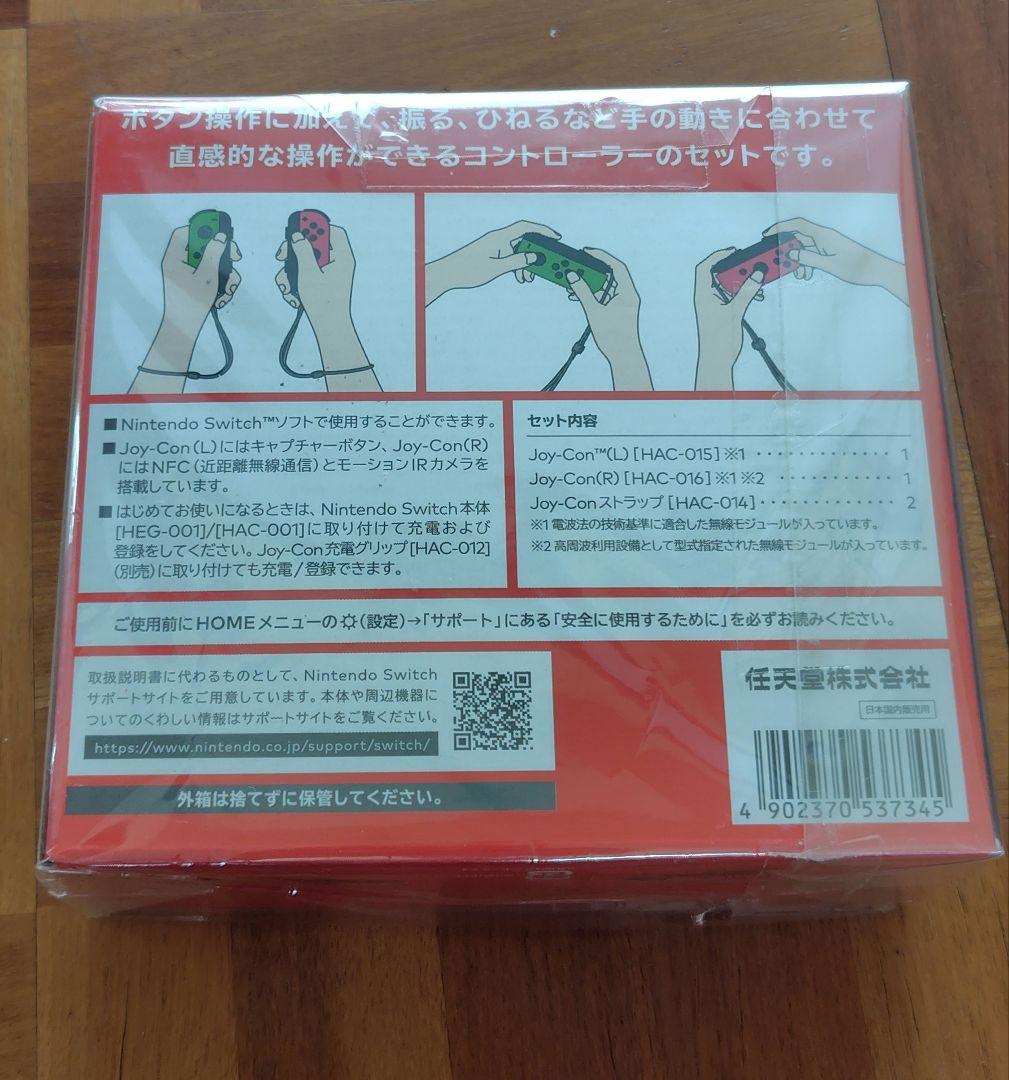 ボタン操作に加えて、振る、ひねるなど手の動きに合わせて
直感的な操作ができるコントローラーのセットです。
■Nintendo Switch™ソフトで使用することができます。
■Joy-Con(L)にはキャプチャーボタン、Joy-Con(R)
にはNFC(近距離無線通信)とモーションIRカメラを
搭載しています。
■はじめてお使いになるときは、Nintendo Switch本体
[HEG-001]/[HAC-001]に取り付けて充電および
登録をしてください。Joy-Con充電グリップ[HAC-012]
(別売)に取り付けても充電/登録できます。
セット内容
Joy-Con™(L)[HAC-015]※1 ・・・・・・・・・・・・ 1
Joy-Con(R)[HAC-016]※1 ※2 ・・・・・・・・・・ 1
Joy-Conストラップ[HAC-014]・・・・・・・・・・・ 2
※1 電波法の技術基準に適合した無線モジュールが入っています。
※2 高周波利用設備として型式指定された無線モジュールが入っています。
ご使用前にHOMEメニューの(設定)→「サポート」にある「安全に使用するために」を必ずお読みください。
取扱説明書に代わるものとして、Nintendo Switch
サポートサイトをご用意しています。本体や周辺機器に
ついてのくわしい情報はサポートサイトをご覧ください。
https://www.nintendo.co.jp/support/switch/
外箱は捨てずに保管してください。
任天堂株式会社
日本国内販売用
4 902370 537345